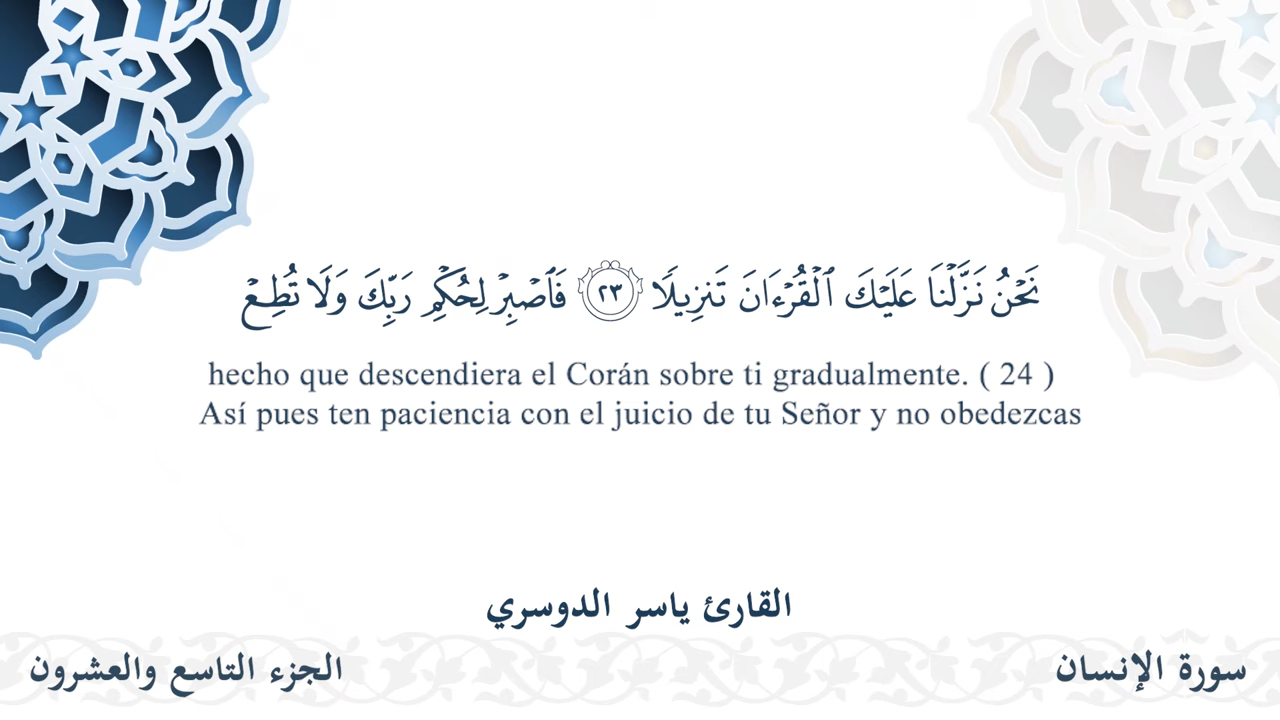 نَحْنُ نَزَّلْنَا عَلَيْكَ ٱلْقُرْءَانَ تَنزِيلًا ٢٣ فَٱصْبِرْ لِحُكْمِ رَبِّكَ وَلَا تُطِعْ
hecho que descendiera el Corán sobre ti gradualmente. ( 24 )
Así pues ten paciencia con el juicio de tu Señor y no obedezcas
القارئ ياسر الدوسري
سورة الإنسان
الجزء التاسع والعشرون